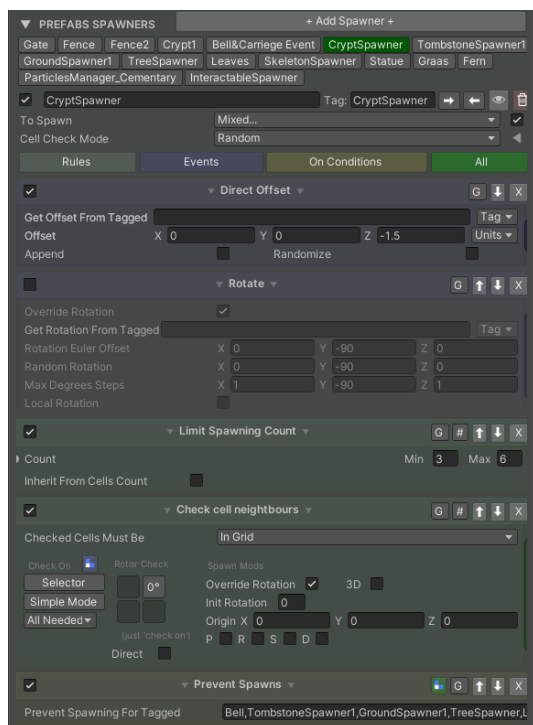 ▼ PREFABS SPAWNERS + Add Spawner +
Gate Fence Fence2 Crypt1 Bell&Carriege Event CryptSpawner TombstoneSpawner1
GroundSpawner1 TreeSpawner Leaves SkeletonSpawner Statue Graas Fern
ParticlesManager_Cementary InteractableSpawner
CryptSpawner Tag: CryptSpawner
To Spawn Mixed...
Cell Check Mode Random
Rules Events On Conditions All
Direct Offset G X
Get Offset From Tagged Tag
Offset X 0 Y 0 Z -1.5 Units
Append Randomize
Rotate G X
Override Rotation
Get Rotation From Tagged Tag
Rotation Euler Offset X 0 Y -90 Z 0
Random Rotation X 0 Y -90 Z 0
Max Degrees Steps X 1 Y -90 Z 1
Local Rotation
Limit Spawning Count G # X
Count Min 3 Max 6
Inherit From Cells Count
Check cell neighbours G # X
Checked Cells Must Be In Grid
Check On Rotor Check Spawn Mods
Selector 0° Override Rotation 3D
Simple Mode Init Rotation 0
All Needed Origin X 0 Y 0 Z 0
(just 'check on') P R S D
Direct
Prevent Spawns G X
Prevent Spawning For Tagged Bell,TombstoneSpawner1,GroundSpawner1,TreeSpawner,L